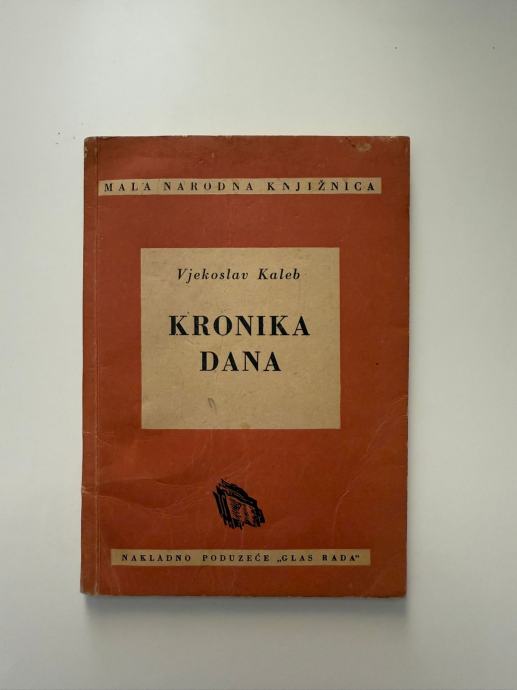 MALA NARODNA KNJIŽNICA
Vjekoslav Kaleb
KRONIKA
DANA
NAKLADNO PODUZEĆE „GLAS RADA"